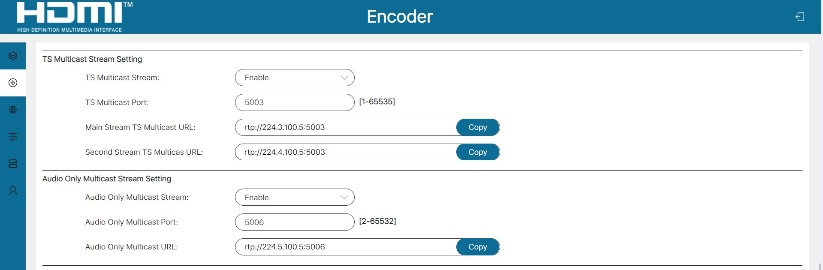 HDMI™
HIGH DEFINITION MULTIMEDIA INTERFACE
Encoder
TS Multicast Stream Setting
TS Multicast Stream: Enable
TS Multicast Port: 5003 [1-65535]
Main Stream TS Multicast URL: rtp://224.3.100.5:5003 Copy
Second Stream TS Multicas URL: rtp://224.4.100.5:5003 Copy
Audio Only Multicast Stream Setting
Audio Only Multicast Stream: Enable
Audio Only Multicast Port: 5006 [2-65532]
Audio Only Multicast URL: rtp://224.5.100.5:5006 Copy